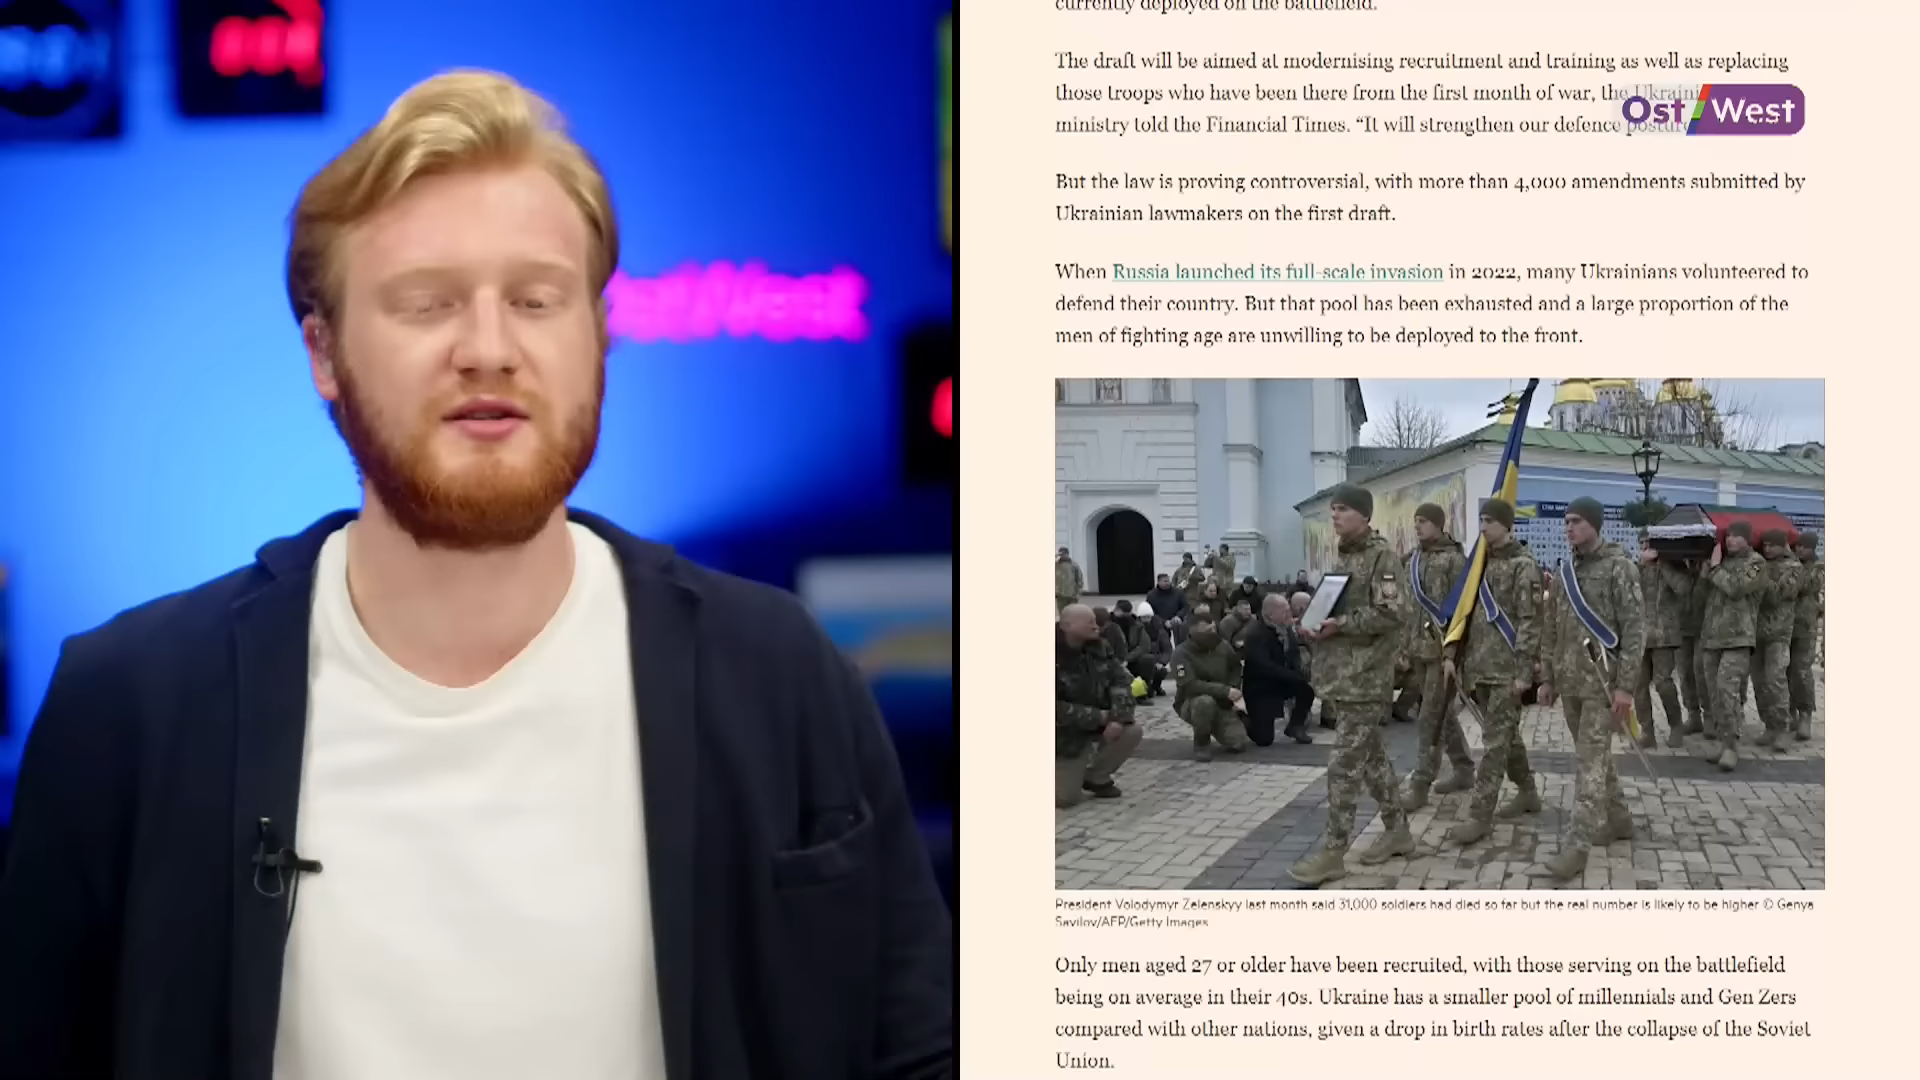 currently deployed on the battlefield.
The draft will be aimed at modernising recruitment and training as well as replacing
those troops who have been there from the first month of war, the Ukraini
ministry told the Financial Times. “It will strengthen our defence posture
Ost/West
But the law is proving controversial, with more than 4,000 amendments submitted by
Ukrainian lawmakers on the first draft.
When Russia launched its full-scale invasion in 2022, many Ukrainians volunteered to
defend their country. But that pool has been exhausted and a large proportion of the
men of fighting age are unwilling to be deployed to the front.
President Volodymyr Zelenskyy last month said 31,000 soldiers had died so far but the real number is likely to be higher © Genya
Savilov/AFP/Getty Images
Only men aged 27 or older have been recruited, with those serving on the battlefield
being on average in their 40s. Ukraine has a smaller pool of millennials and Gen Zers
compared with other nations, given a drop in birth rates after the collapse of the Soviet
Union.